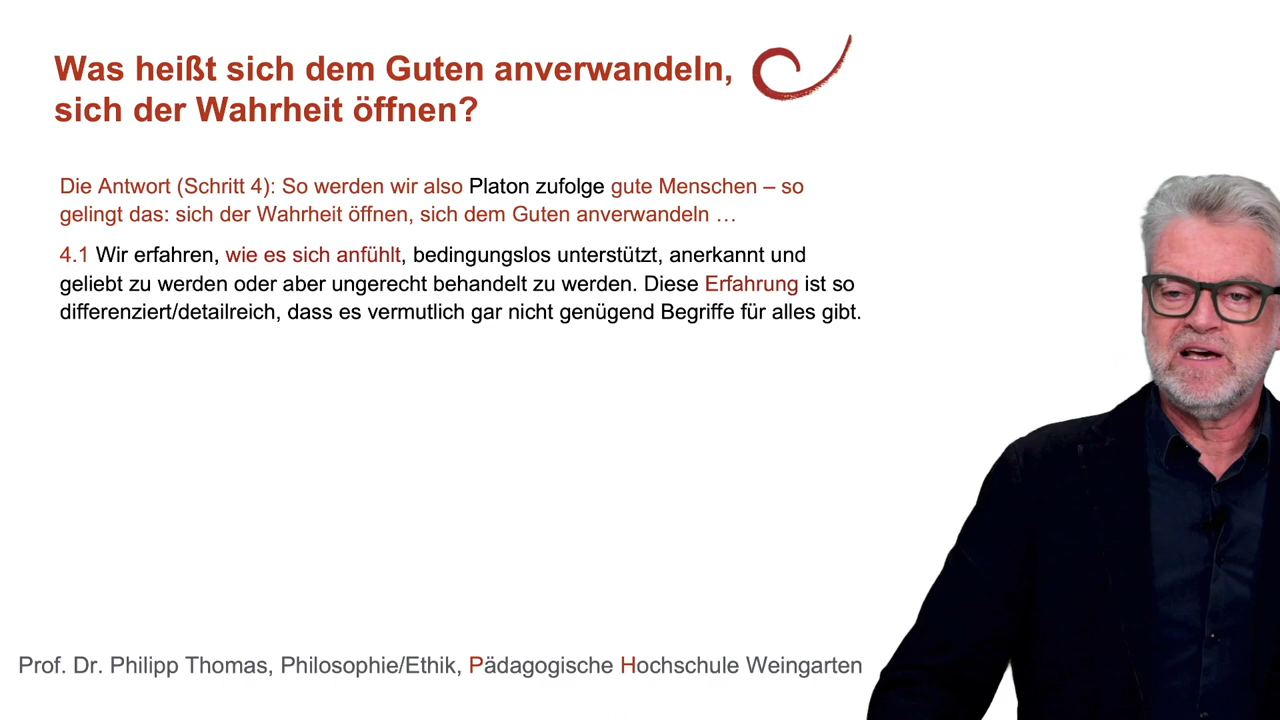 Was heißt sich dem Guten anverwandeln,
sich der Wahrheit öffnen?
Die Antwort (Schritt 4): So werden wir also Platon zufolge gute Menschen – so
gelingt das: sich der Wahrheit öffnen, sich dem Guten anverwandeln …
4.1 Wir erfahren, wie es sich anfühlt, bedingungslos unterstützt, anerkannt und
geliebt zu werden oder aber ungerecht behandelt zu werden. Diese Erfahrung ist so
differenziert/detailreich, dass es vermutlich gar nicht genügend Begriffe für alles gibt.
Prof. Dr. Philipp Thomas, Philosophie/Ethik, Pädagogische Hochschule Weingarten